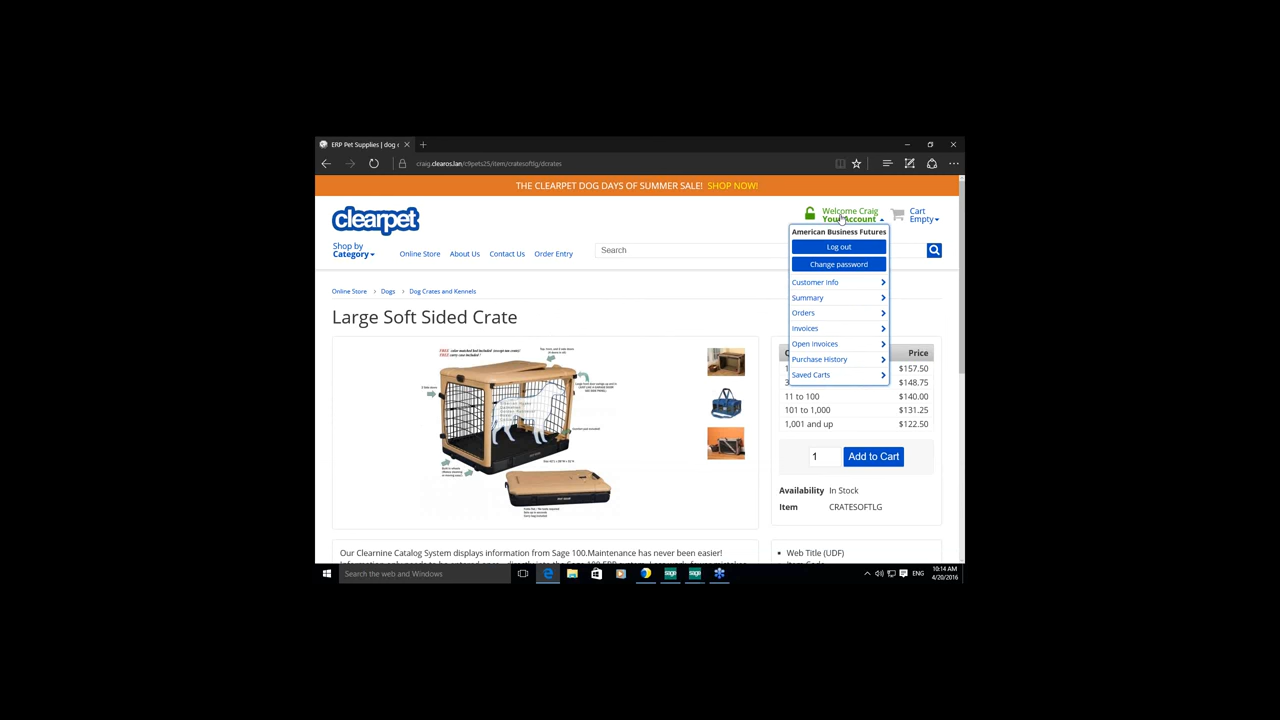 ERP Pet Supplies | dog c
craig.clearos.lan/c9pets25/item/cratesoftlg/dcrates
THE CLEARPET DOG DAYS OF SUMMER SALE! SHOP NOW!
clearpet
Welcome Craig
Your Account
Cart
Empty
Shop by
Category
Online Store
About Us
Contact Us
Order Entry
Search
American Business Futures
Log out
Change password
Customer Info
Summary
Orders
Invoices
Open Invoices
Purchase History
Saved Carts
Online Store > Dogs > Dog Crates and Kennels
Large Soft Sided Crate
Price
$157.50
$148.75
11 to 100 $140.00
101 to 1,000 $131.25
1,001 and up $122.50
1 Add to Cart
Availability In Stock
Item CRATESOFTLG
Our Clearnine Catalog System displays information from Sage 100.Maintenance has never been easier!
Web Title (UDF)
Search the web and Windows
sage
sage
ENG
10:14 AM
4/20/2016